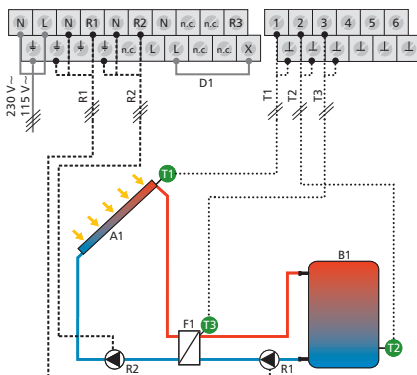 N L N R1 N R2 N n.c. n.c. R3
n.c. L L n.c. n.c. X
1 2 3 4 5 6
D1
230 V~
115 V~
R1
R2
T1
T2
T3
T1
A1
B1
F1
T3
T2
R2
R1